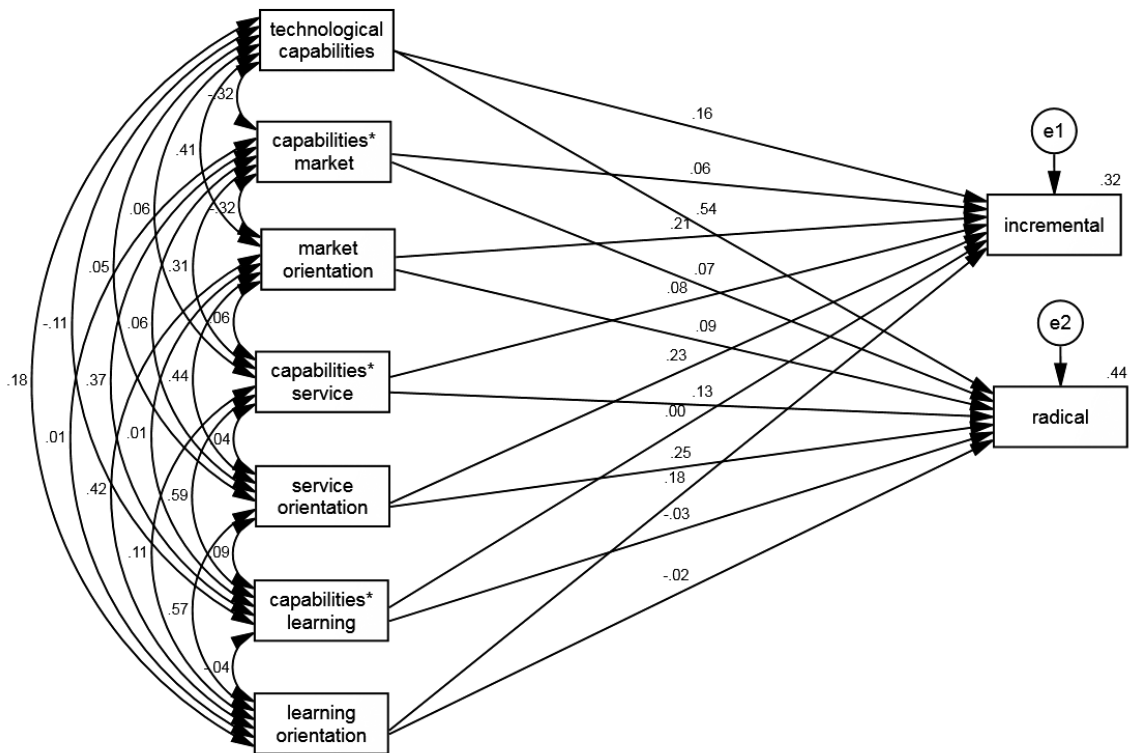 technological
capabilities
-.32
.16
e1
capabilities*
market
.41
.06
.32
-.32
.06
.54
incremental
.21
market
orientation
.05
.31
.07
.08
.06
.09
e2
-.11
.06
capabilities*
service
.23
.44
.18
.37
.13
.44
.00
radical
.01
.01
.04
.25
.42
.59
service
orientation
.18
-.03
.11
.09
-.02
capabilities*
learning
.57
-.04
learning
orientation